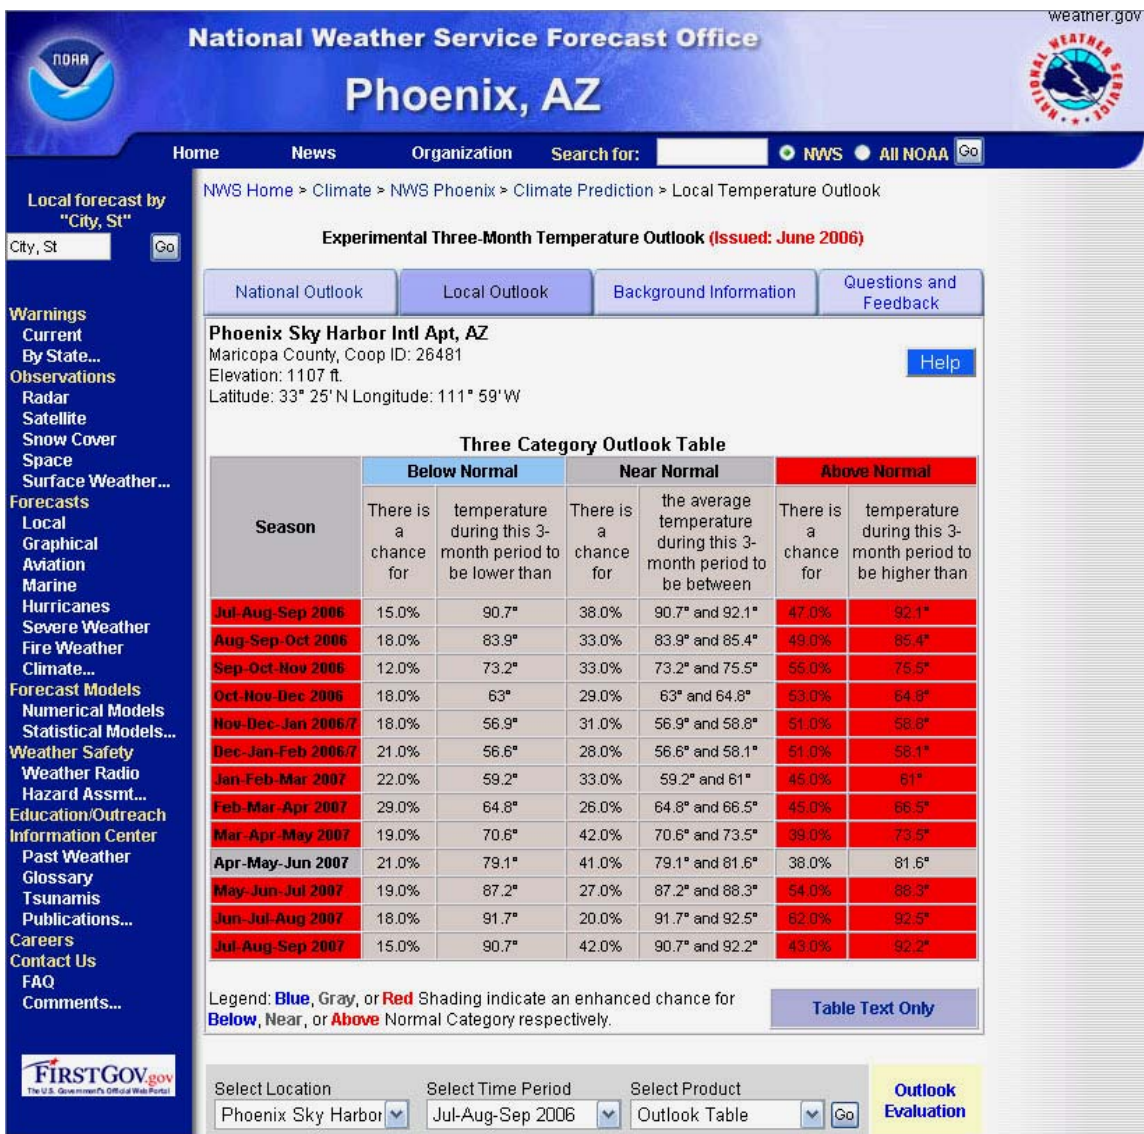 weather.gov
NOAA
National Weather Service Forecast Office
Phoenix, AZ
NATIONAL WEATHER SERVICE
Home News Organization Search for: NWS All NOAA Go
Local forecast by
"City, St"
City, St Go
Warnings
Current
By State...
Observations
Radar
Satellite
Snow Cover
Space
Surface Weather...
Forecasts
Local
Graphical
Aviation
Marine
Hurricanes
Severe Weather
Fire Weather
Climate...
Forecast Models
Numerical Models
Statistical Models...
Weather Safety
Weather Radio
Hazard Assmt...
Education/Outreach
Information Center
Past Weather
Glossary
Tsunamis
Publications...
Careers
Contact Us
FAQ
Comments...
FIRSTGOV.gov
The U.S. Government's Official Web Portal
NWS Home > Climate > NWS Phoenix > Climate Prediction > Local Temperature Outlook
Experimental Three-Month Temperature Outlook (Issued: June 2006)
National Outlook Local Outlook Background Information Questions and Feedback
Phoenix Sky Harbor Intl Apt, AZ
Maricopa County, Coop ID: 26481
Elevation: 1107 ft.
Latitude: 33° 25' N Longitude: 111° 59' W
Help
Three Category Outlook Table
Season
Below Normal Near Normal Above Normal
There is a chance for
temperature during this 3-month period to be lower than
There is a chance for
the average temperature during this 3-month period to be between
There is a chance for
temperature during this 3-month period to be higher than
Jul-Aug-Sep 2006 15.0% 90.7° 38.0% 90.7° and 92.1° 47.0% 92.1°
Aug-Sep-Oct 2006 18.0% 83.9° 33.0% 83.9° and 85.4° 49.0% 85.4°
Sep-Oct-Nov 2006 12.0% 73.2° 33.0% 73.2° and 75.5° 55.0% 75.5°
Oct-Nov-Dec 2006 18.0% 63° 29.0% 63° and 64.8° 53.0% 64.8°
Nov-Dec-Jan 2006/7 18.0% 56.9° 31.0% 56.9° and 58.8° 51.0% 58.8°
Dec-Jan-Feb 2006/7 21.0% 56.6° 28.0% 56.6° and 58.1° 51.0% 58.1°
Jan-Feb-Mar 2007 22.0% 59.2° 33.0% 59.2° and 61° 45.0% 61°
Feb-Mar-Apr 2007 29.0% 64.8° 26.0% 64.8° and 66.5° 45.0% 66.5°
Mar-Apr-May 2007 19.0% 70.6° 42.0% 70.6° and 73.5° 39.0% 73.5°
Apr-May-Jun 2007 21.0% 79.1° 41.0% 79.1° and 81.6° 38.0% 81.6°
May-Jun-Jul 2007 19.0% 87.2° 27.0% 87.2° and 88.3° 54.0% 88.3°
Jun-Jul-Aug 2007 18.0% 91.7° 20.0% 91.7° and 92.5° 62.0% 92.5°
Jul-Aug-Sep 2007 15.0% 90.7° 42.0% 90.7° and 92.2° 43.0% 92.2°
Legend: Blue, Gray, or Red Shading indicate an enhanced chance for
Below, Near, or Above Normal Category respectively.
Table Text Only
Select Location Select Time Period Select Product
Phoenix Sky Harbor Jul-Aug-Sep 2006 Outlook Table Go
Outlook
Evaluation